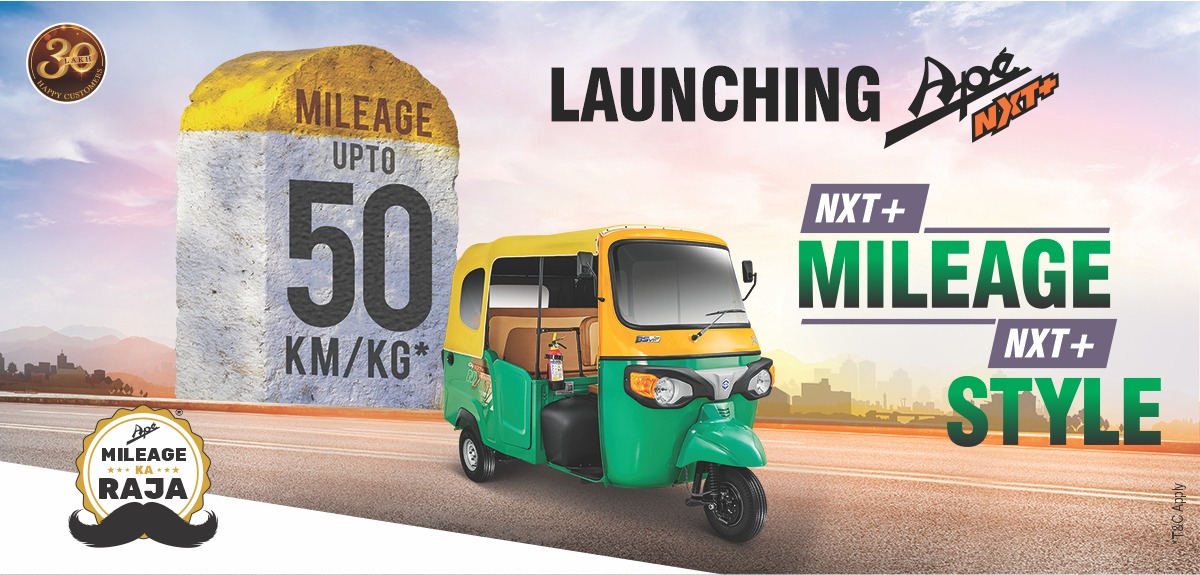 30
LAKH
HAPPY CUSTOMERS
MILEAGE
UPTO
50
KM/KG*
LAUNCHING Ape
NXT+
NXT+
MILEAGE
NXT+
STYLE
Ape
MILEAGE
KA
RAJA
®
*T&C Apply